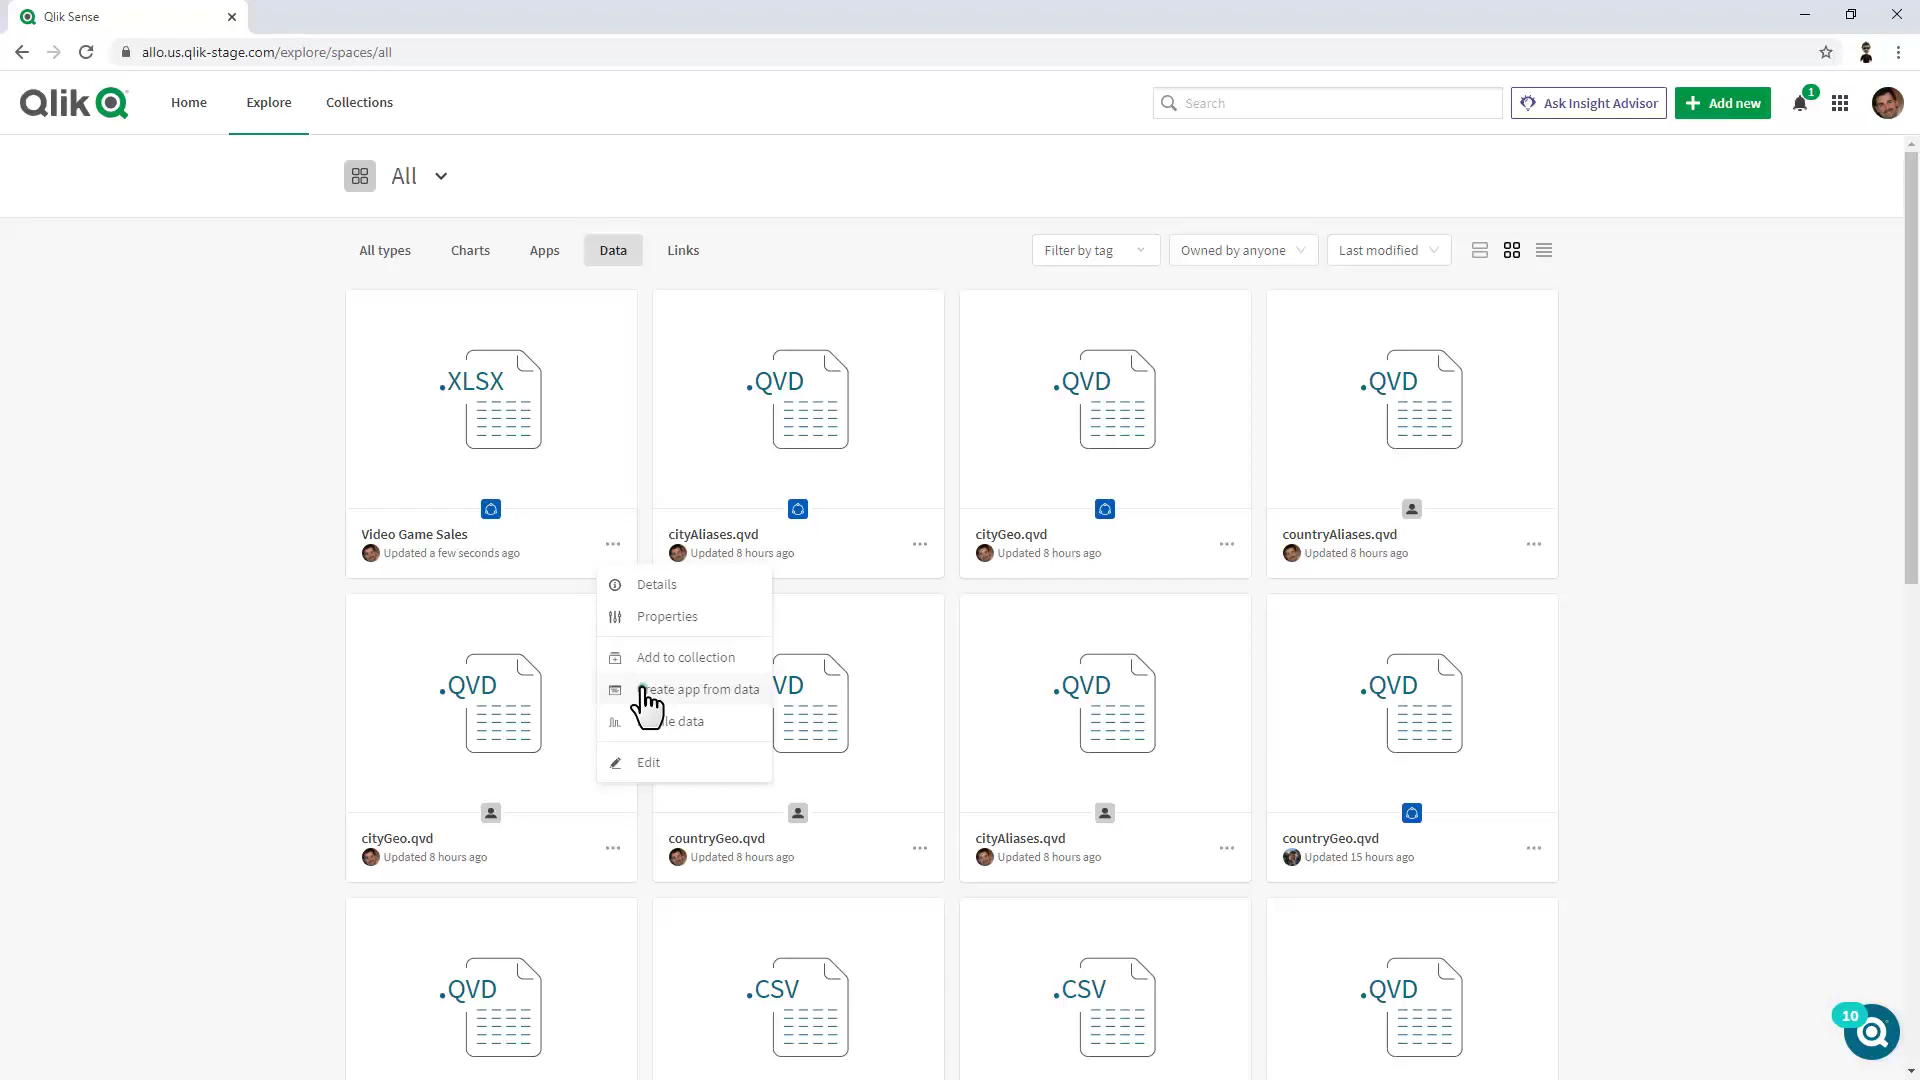 Qlik Sense
allo.us.qlik-stage.com/explore/spaces/all
Qlik
Home
Explore
Collections
Search
Ask Insight Advisor
Add new
1
All
All types
Charts
Apps
Data
Links
Filter by tag
Owned by anyone
Last modified
.XLSX
.QVD
.QVD
.QVD
Video Game Sales
Updated a few seconds ago
cityAliases.qvd
Updated 8 hours ago
cityGeo.qvd
Updated 8 hours ago
countryAliases.qvd
Updated 8 hours ago
Details
Properties
Add to collection
app from data
data
Edit
.QVD
.QVD
.QVD
cityGeo.qvd
Updated 8 hours ago
countryGeo.qvd
Updated 8 hours ago
cityAliases.qvd
Updated 8 hours ago
countryGeo.qvd
Updated 15 hours ago
.QVD
.CSV
.CSV
.QVD
10